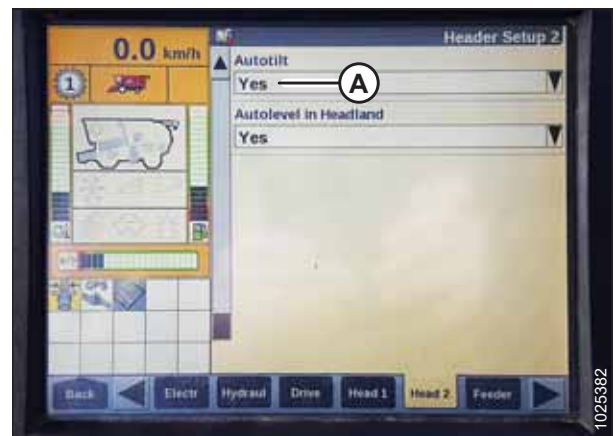 0.0 km/h
Header Setup 2
1
Autotilt
Yes
A
Autolevel in Headland
Yes
Back
Electr
Hydraul
Drive
Head 1
Head 2
Feeder
1025382